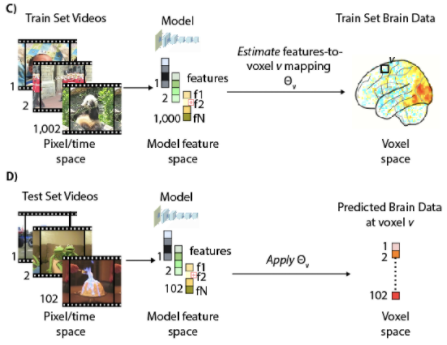 C)
Train Set Videos
Model
Train Set Brain Data
Estimate features-to-
voxel v mapping
Θv
v
features
1
2
1,002
1
2
1,000
f1
f2
fN
Pixel/time
space
Model feature
space
Voxel
space
D)
Test Set Videos
Model
Predicted Brain Data
at voxel v
features
1
2
102
1
2
102
f1
f2
fN
Apply Θv
1
2
102
Pixel/time
space
Model feature
space
Voxel
space